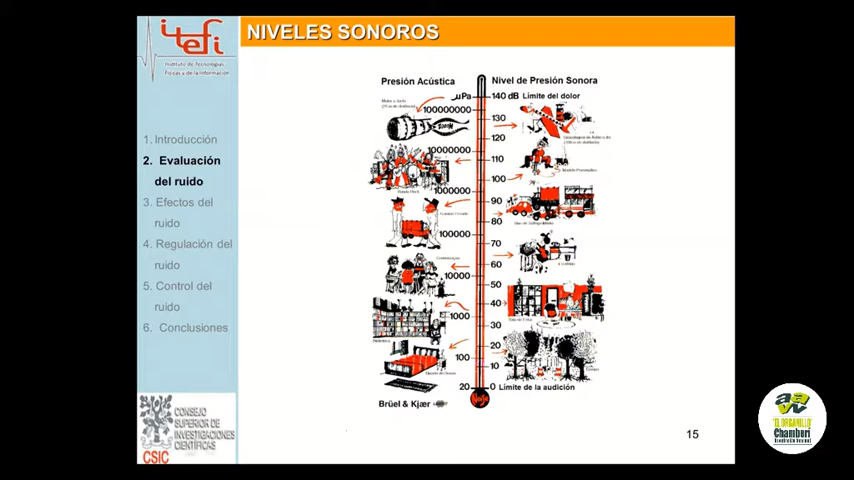 itefi
Instituto de Tecnologías
Físicas y de la Información
NIVELES SONOROS
1. Introducción
2. Evaluación
del ruido
3. Efectos del
ruido
4. Regulación del
ruido
5. Control del
ruido
6. Conclusiones
CONSEJO
SUPERIOR DE
INVESTIGACIONES
CIENTÍFICAS
CSIC
Presión Acústica
Nivel de Presión Sonora
µPa
140 dB Límite del dolor
100000000
130
120
10000000
110
100
1000000
90
80
100000
70
60
10000
50
40
1000
30
20
100
10
20
0 Límite de la audición
Noise
Brüel & Kjær
15
aav
"EL ORGANILLO"
Chamberí